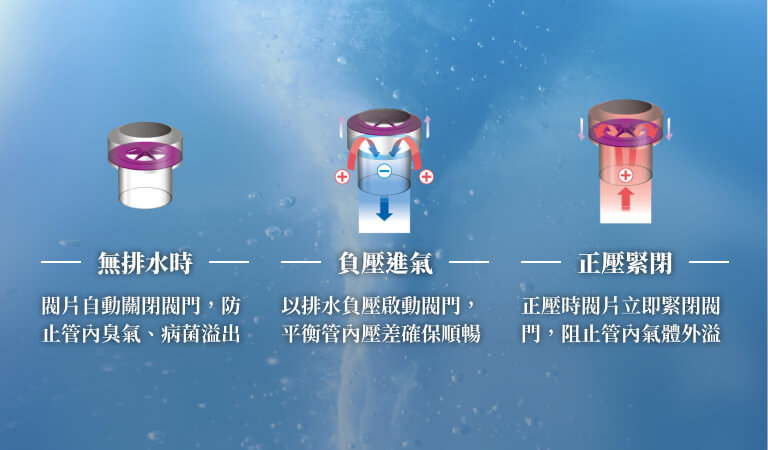 無排水時
閥片自動關閉閥門，防
止管內臭氣、病菌溢出
負壓進氣
以排水負壓啟動閥門，
平衡管內壓差確保順暢
正壓緊閉
正壓時閥片立即緊閉閥
門，阻止管內氣體外溢